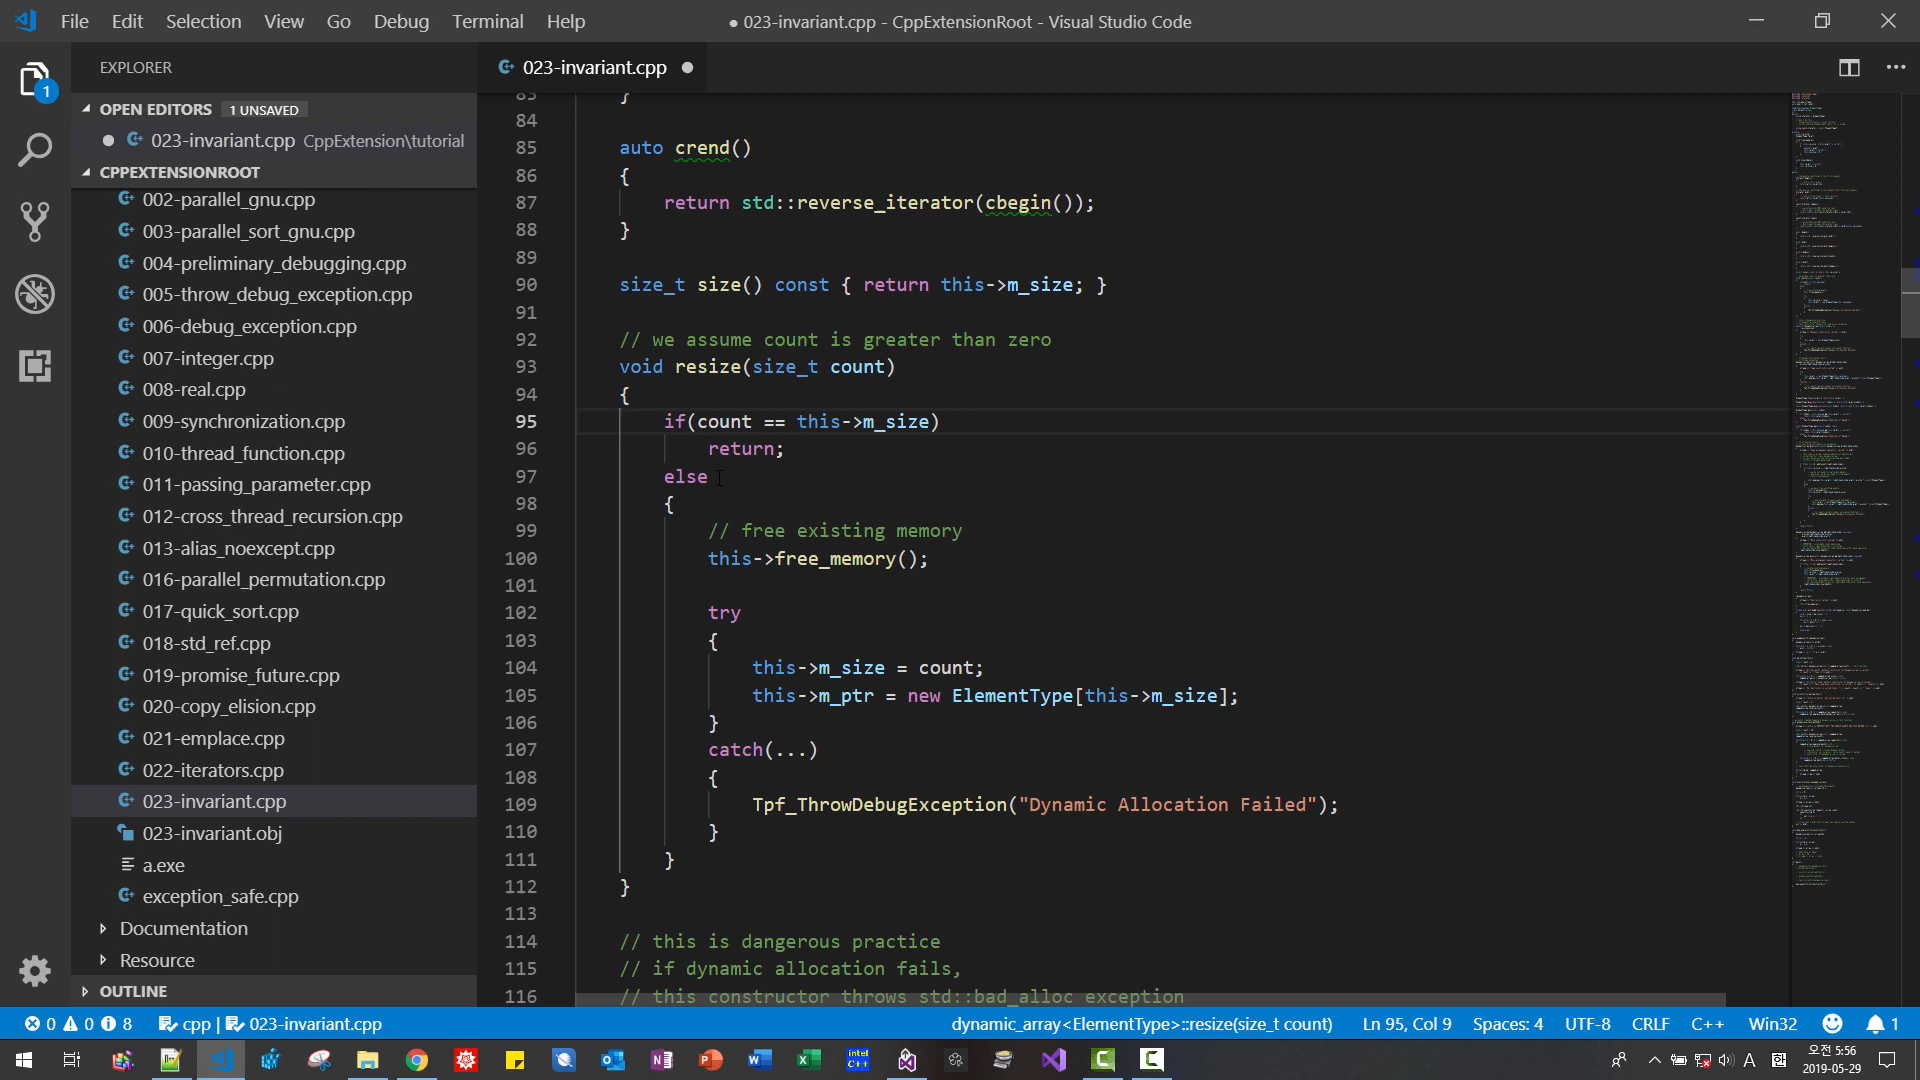 File Edit Selection View Go Debug Terminal Help
● 023-invariant.cpp - CppExtensionRoot - Visual Studio Code
EXPLORER
023-invariant.cpp ●
OPEN EDITORS 1 UNSAVED
● 023-invariant.cpp CppExtension\tutorial
CPPEXTENSIONROOT
002-parallel_gnu.cpp
003-parallel_sort_gnu.cpp
004-preliminary_debugging.cpp
005-throw_debug_exception.cpp
006-debug_exception.cpp
007-integer.cpp
008-real.cpp
009-synchronization.cpp
010-thread_function.cpp
011-passing_parameter.cpp
012-cross_thread_recursion.cpp
013-alias_noexcept.cpp
016-parallel_permutation.cpp
017-quick_sort.cpp
018-std_ref.cpp
019-promise_future.cpp
020-copy_elision.cpp
021-emplace.cpp
022-iterators.cpp
023-invariant.cpp
023-invariant.obj
a.exe
exception_safe.cpp
Documentation
Resource
OUTLINE
83 }
84
85 auto crend()
86 {
87 return std::reverse_iterator(cbegin());
88 }
89
90 size_t size() const { return this->m_size; }
91
92 // we assume count is greater than zero
93 void resize(size_t count)
94 {
95 if(count == this->m_size)
96 return;
97 else
98 {
99 // free existing memory
100 this->free_memory();
101
102 try
103 {
104 this->m_size = count;
105 this->m_ptr = new ElementType[this->m_size];
106 }
107 catch(...)
108 {
109 Tpf_ThrowDebugException("Dynamic Allocation Failed");
110 }
111 }
112 }
113
114 // this is dangerous practice
115 // if dynamic allocation fails,
116 // this constructor throws std::bad_alloc exception
0 0 8 cpp | 023-invariant.cpp
dynamic_array<ElementType>::resize(size_t count) Ln 95, Col 9 Spaces: 4 UTF-8 CRLF C++ Win32 1
오전 5:56
2019-05-29